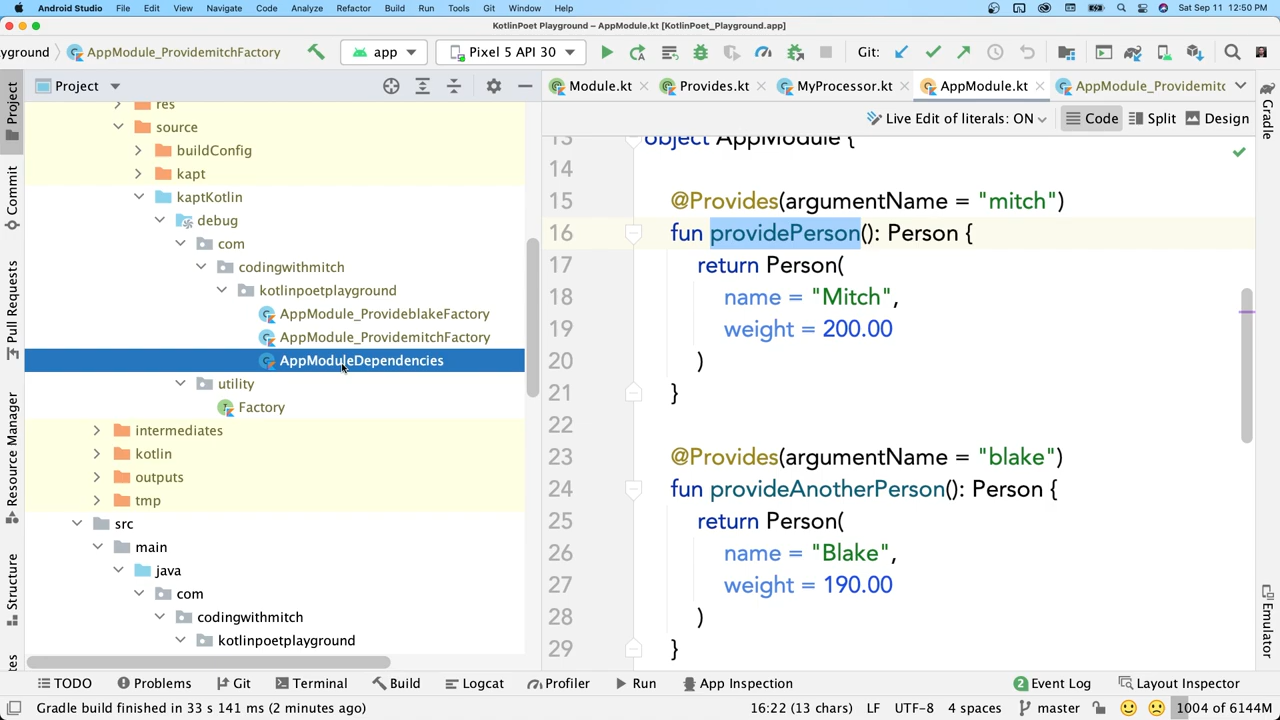 Android Studio File Edit View Navigate Code Analyze Refactor Build Run Tools Git Window Help Sat Sep 11 12:50 PM
KotlinPoet Playground – AppModule.kt [KotlinPoet_Playground.app]
yground AppModule_ProvidemitchFactory app Pixel 5 API 30 Git:
Project Module.kt Provides.kt MyProcessor.kt AppModule.kt AppModule_Providemitc
Live Edit of literals: ON Code Split Design
Project
Commit
Pull Requests
Resource Manager
Structure
res
source
buildConfig
kapt
kaptKotlin
debug
com
codingwithmitch
kotlinpoetplayground
AppModule_ProvideblakeFactory
AppModule_ProvidemitchFactory
AppModuleDependencies
utility
Factory
intermediates
kotlin
outputs
tmp
src
main
java
com
codingwithmitch
kotlinpoetplayground
13 object AppModule {
14
15 @Provides(argumentName = "mitch")
16 fun providePerson(): Person {
17 return Person(
18 name = "Mitch",
19 weight = 200.00
20 )
21 }
22
23 @Provides(argumentName = "blake")
24 fun provideAnotherPerson(): Person {
25 return Person(
26 name = "Blake",
27 weight = 190.00
28 )
29 }
Gradle
Emulator
TODO Problems Git Terminal Build Logcat Profiler Run App Inspection 2 Event Log Layout Inspector
Gradle build finished in 33 s 141 ms (2 minutes ago) 16:22 (13 chars) LF UTF-8 4 spaces master 1004 of 6144M